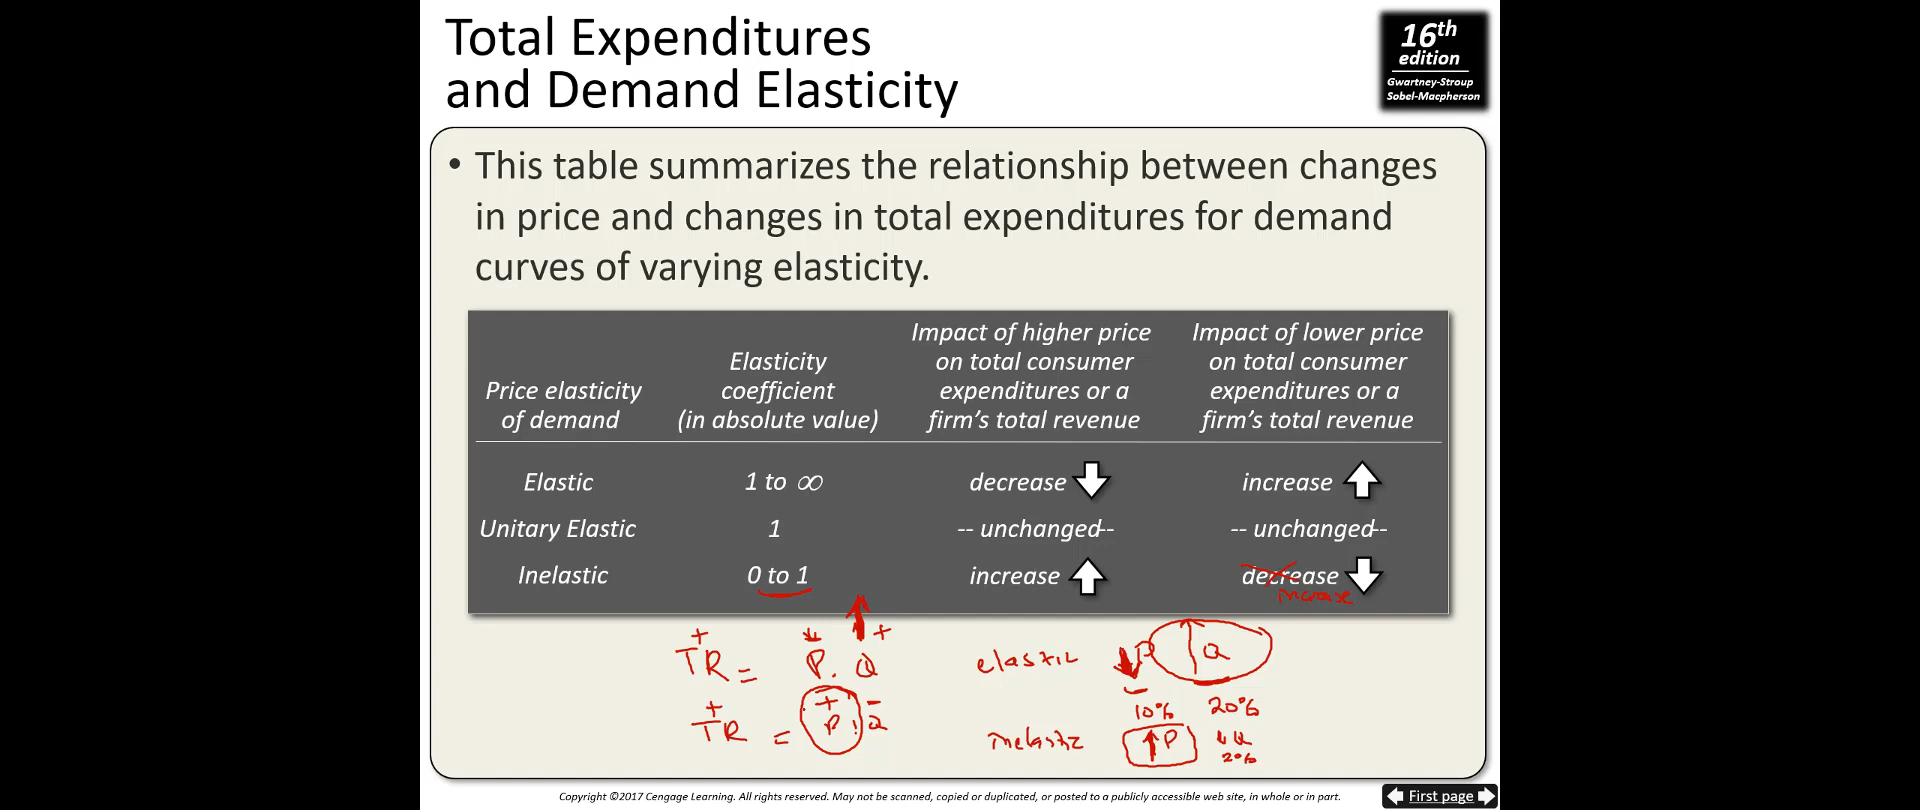 Total Expenditures
and Demand Elasticity
16th
edition
Gwartney-Stroup
Sobel-Macpherson
• This table summarizes the relationship between changes
in price and changes in total expenditures for demand
curves of varying elasticity.
Price elasticity
of demand
Elasticity
coefficient
(in absolute value)
Impact of higher price
on total consumer
expenditures or a
firm's total revenue
Impact of lower price
on total consumer
expenditures or a
firm's total revenue
Elastic 1 to ∞ decrease increase
Unitary Elastic 1 -- unchanged-- -- unchanged--
Inelastic 0 to 1 increase decrease
increase
+ +
TR = P. Q
elastic P Q
10% 20%
+ + -
TR = P Q
inelastic ↑P ↓Q
2%
Copyright ©2017 Cengage Learning. All rights reserved. May not be scanned, copied or duplicated, or posted to a publicly accessible web site, in whole or in part.
First page